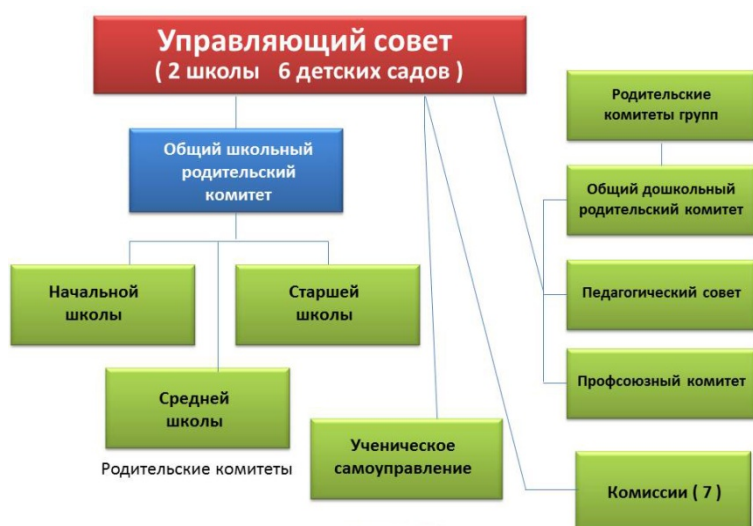 Управляющий совет
( 2 школы 6 детских садов )
Общий школьный
родительский
комитет
Начальной
школы
Старшей
школы
Средней
школы
Родительские комитеты
Ученическое
самоуправление
Родительские
комитеты групп
Общий дошкольный
родительский комитет
Педагогический совет
Профсоюзный комитет
Комиссии ( 7 )